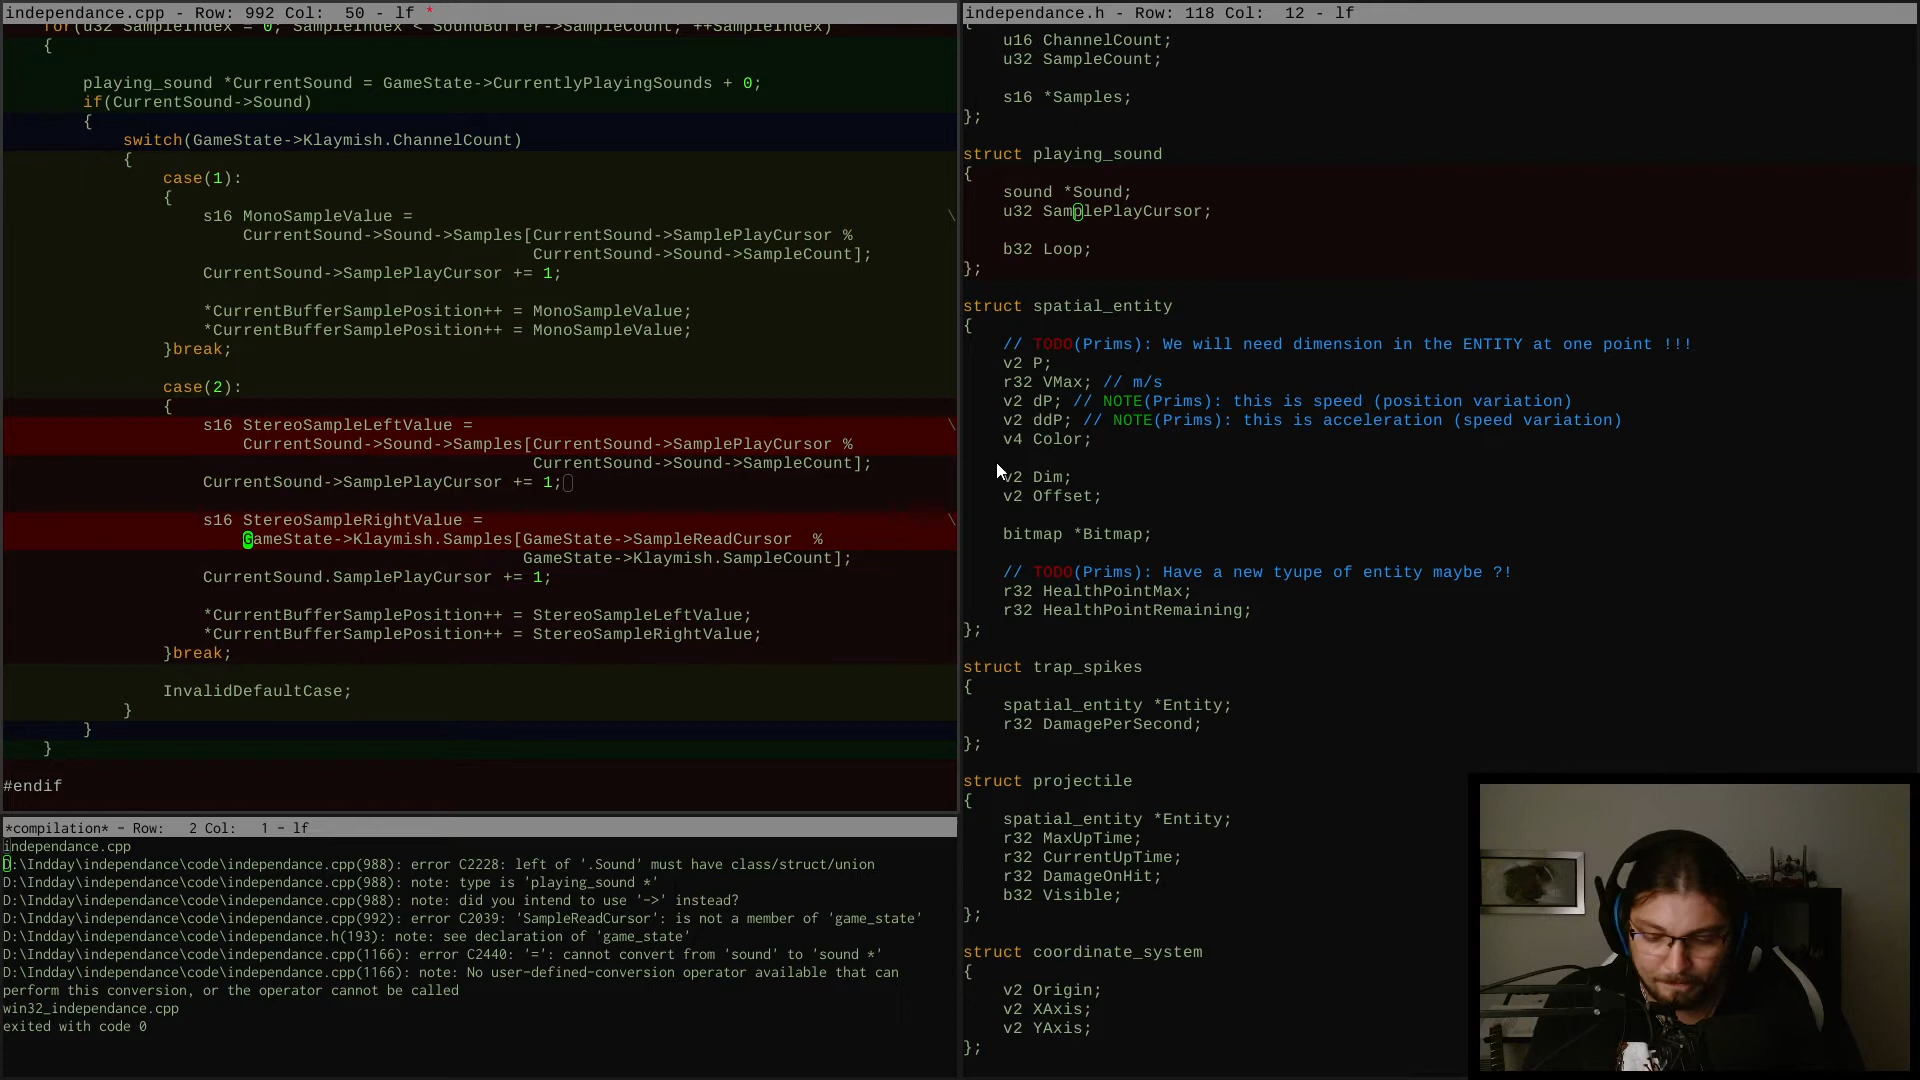 independance.cpp - Row: 992 Col:  50 - lf *
for(u32 SampleIndex = 0; SampleIndex < SoundBuffer->SampleCount; ++SampleIndex)
{
playing_sound *CurrentSound = GameState->CurrentlyPlayingSounds + 0;
if(CurrentSound->Sound)
{
switch(GameState->Klaymish.ChannelCount)
{
case(1):
{
s16 MonoSampleValue = \
CurrentSound->Sound->Samples[CurrentSound->SamplePlayCursor %
CurrentSound->Sound->SampleCount];
CurrentSound->SamplePlayCursor += 1;
*CurrentBufferSamplePosition++ = MonoSampleValue;
*CurrentBufferSamplePosition++ = MonoSampleValue;
}break;
case(2):
{
s16 StereoSampleLeftValue = \
CurrentSound->Sound->Samples[CurrentSound->SamplePlayCursor %
CurrentSound->Sound->SampleCount];
CurrentSound->SamplePlayCursor += 1;
s16 StereoSampleRightValue = \
GameState->Klaymish.Samples[GameState->SampleReadCursor  %
GameState->Klaymish.SampleCount];
CurrentSound.SamplePlayCursor += 1;
*CurrentBufferSamplePosition++ = StereoSampleLeftValue;
*CurrentBufferSamplePosition++ = StereoSampleRightValue;
}break;
InvalidDefaultCase;
}
}
}
#endif
*compilation* - Row:   2 Col:   1 - lf
independance.cpp
D:\Indday\independance\code\independance.cpp(988): error C2228: left of '.Sound' must have class/struct/union
D:\Indday\independance\code\independance.cpp(988): note: type is 'playing_sound *'
D:\Indday\independance\code\independance.cpp(988): note: did you intend to use '->' instead?
D:\Indday\independance\code\independance.cpp(992): error C2039: 'SampleReadCursor': is not a member of 'game_state'
D:\Indday\independance\code\independance.h(193): note: see declaration of 'game_state'
D:\Indday\independance\code\independance.cpp(1166): error C2440: '=': cannot convert from 'sound' to 'sound *'
D:\Indday\independance\code\independance.cpp(1166): note: No user-defined-conversion operator available that can
perform this conversion, or the operator cannot be called
win32_independance.cpp
exited with code 0
independance.h - Row: 118 Col:  12 - lf
{
u16 ChannelCount;
u32 SampleCount;
s16 *Samples;
};
struct playing_sound
{
sound *Sound;
u32 SamplePlayCursor;
b32 Loop;
};
struct spatial_entity
{
// TODO(Prims): We will need dimension in the ENTITY at one point !!!
v2 P;
r32 VMax; // m/s
v2 dP; // NOTE(Prims): this is speed (position variation)
v2 ddP; // NOTE(Prims): this is acceleration (speed variation)
v4 Color;
v2 Dim;
v2 Offset;
bitmap *Bitmap;
// TODO(Prims): Have a new tyupe of entity maybe ?!
r32 HealthPointMax;
r32 HealthPointRemaining;
};
struct trap_spikes
{
spatial_entity *Entity;
r32 DamagePerSecond;
};
struct projectile
{
spatial_entity *Entity;
r32 MaxUpTime;
r32 CurrentUpTime;
r32 DamageOnHit;
b32 Visible;
};
struct coordinate_system
{
v2 Origin;
v2 XAxis;
v2 YAxis;
};